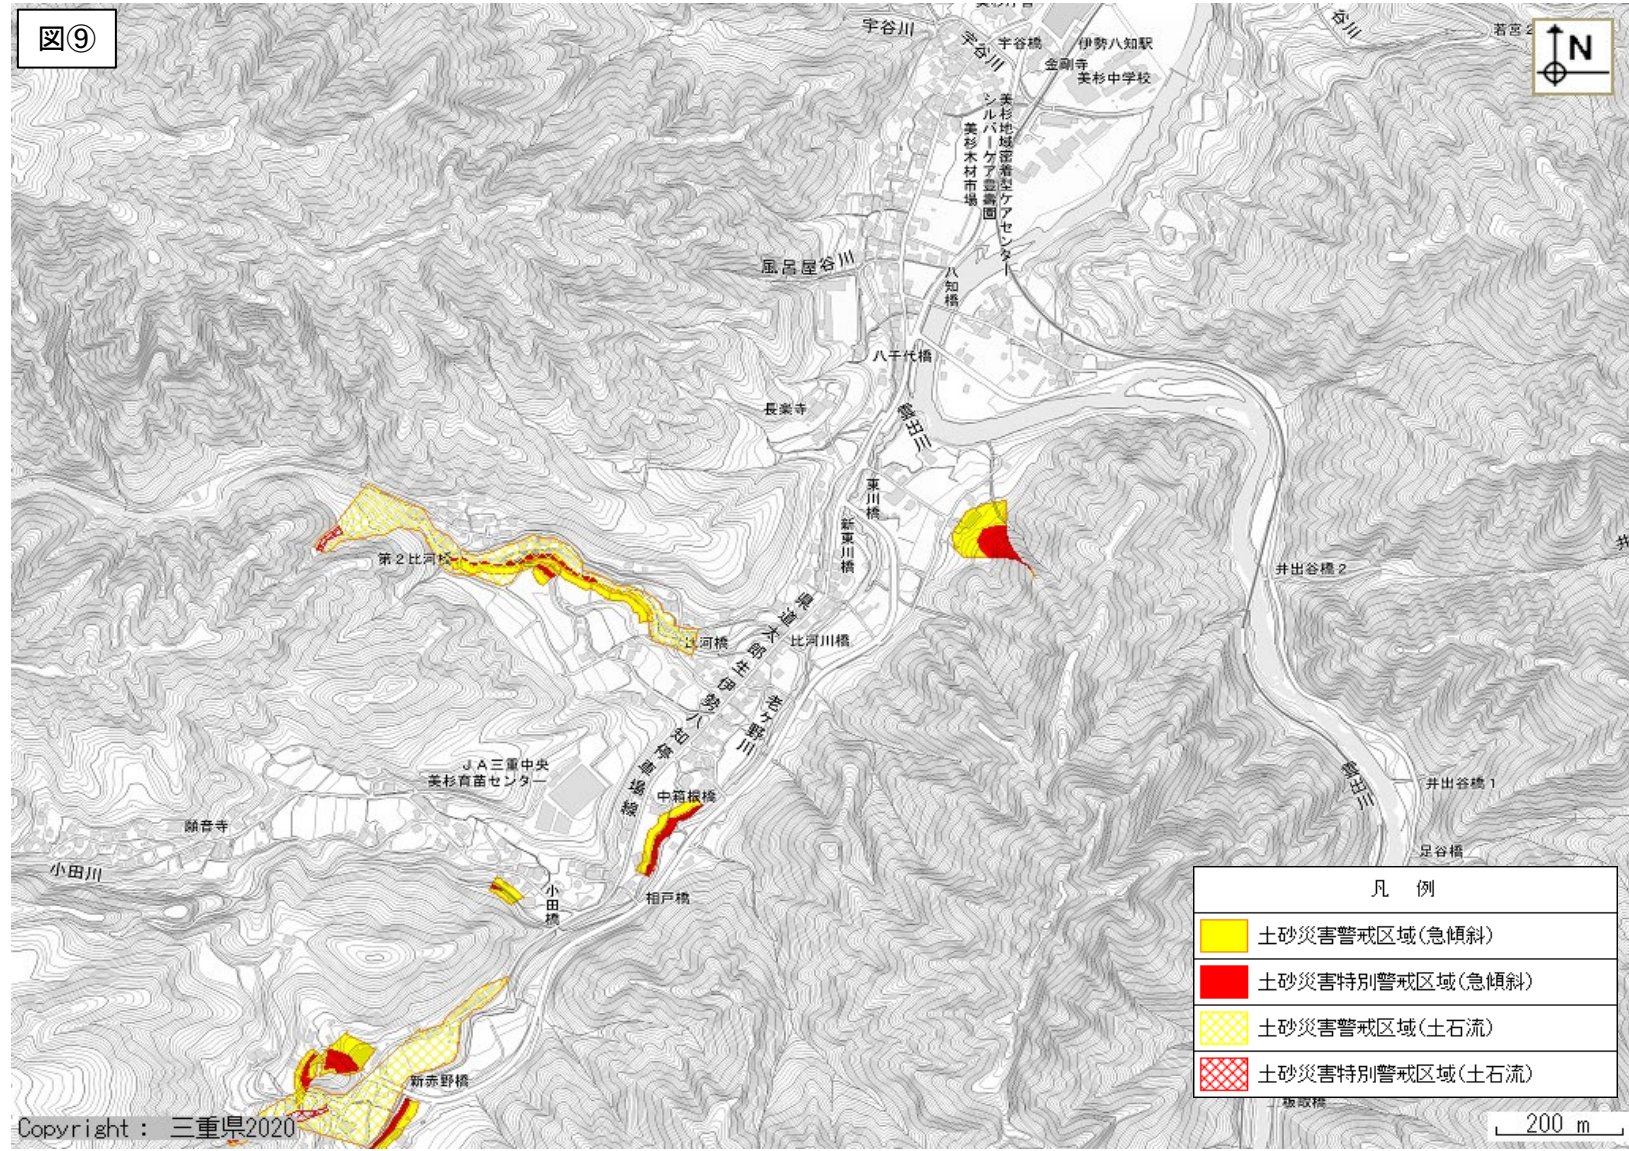 図⑨
宇谷川
宇谷川
宇谷橋
伊勢八知駅
金剛寺
美杉中学校
谷川
若宮2
N
美杉地域密着型ケアセンター
シルバーケア豊壽園
美杉木材市場
風呂屋谷川
八知橋
八千代橋
長楽寺
雲出川
東川橋
新東川橋
第2比河橋
井出谷橋2
井
県道太郎生伊勢八知停車場線
比河橋
比河川橋
老ケ野川
JA三重中央
美杉育苗センター
中箱根橋
雲出川
井出谷橋1
願音寺
小田川
足谷橋
小田橋
相戸橋
新赤野橋
凡 例
土砂災害警戒区域(急傾斜)
土砂災害特別警戒区域(急傾斜)
土砂災害警戒区域(土石流)
土砂災害特別警戒区域(土石流)
板取橋
Copyright : 三重県2020
200 m